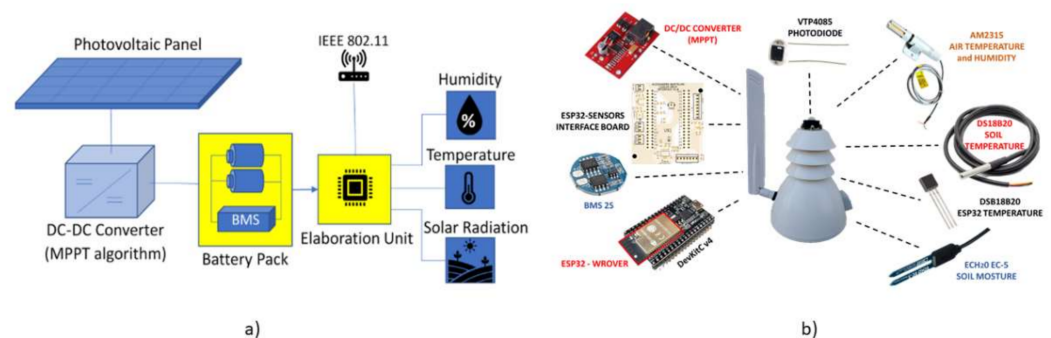 Photovoltaic Panel
IEEE 802.11
Humidity
%
Temperature
Solar Radiation
DC-DC Converter
(MPPT algorithm)
BMS
Battery Pack
Elaboration Unit
a)
DC/DC CONVERTER
(MPPT)
VTP4085
PHOTODIODE
AM2315
AIR TEMPERATURE
and HUMIDITY
ESP32-SENSORS
INTERFACE BOARD
DS18B20
SOIL
TEMPERATURE
BMS 2S
DSB18B20
ESP32 TEMPERATURE
ESP32 - WROVER
DevKitC v4
ECH20 EC-5
SOIL MOSTURE
b)